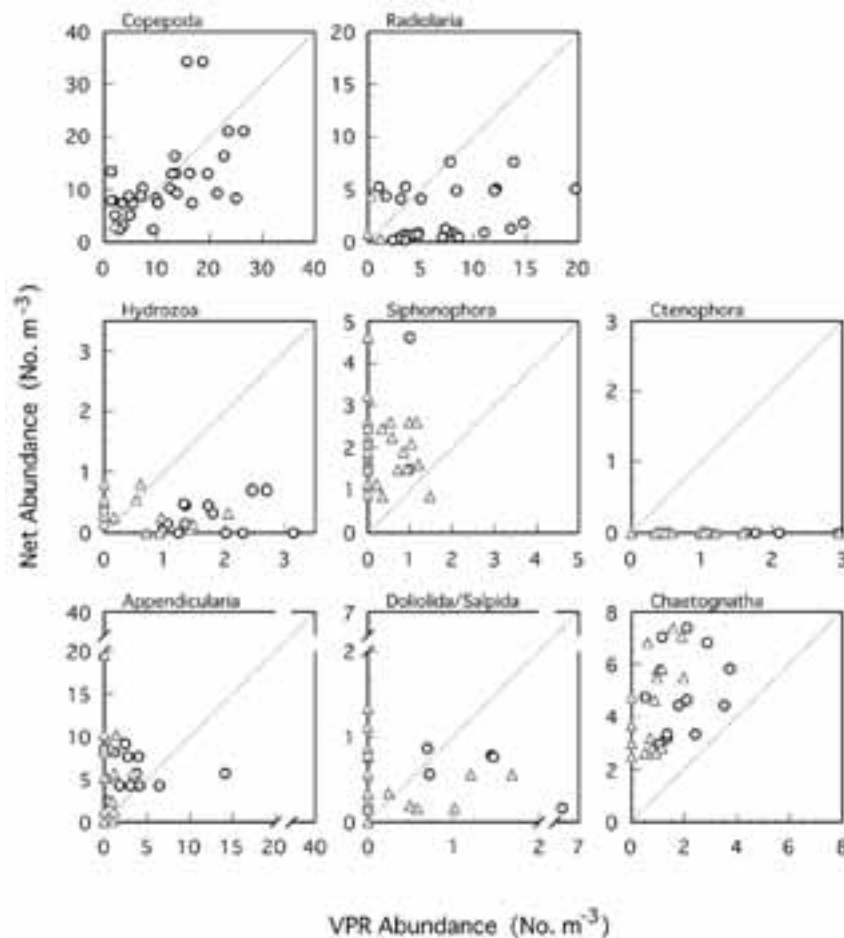 Copepoda
40
30
20
10
0
0 10 20 30 40
Radiolaria
20
15
10
5
0
0 5 10 15 20
Hydrozoa
3
2
1
0
0 1 2 3
Siphonophora
5
4
3
2
1
0
0 1 2 3 4 5
Ctenophora
3
2
1
0
0 1 2 3
Appendicularia
40
20
15
10
5
0
0 5 10 15 20 40
Doliolida/Salpida
7
2
1
0
0 1 2 7
Chaetognatha
8
6
4
2
0
0 2 4 6 8
Net Abundance (No. m-3)
VPR Abundance (No. m-3)